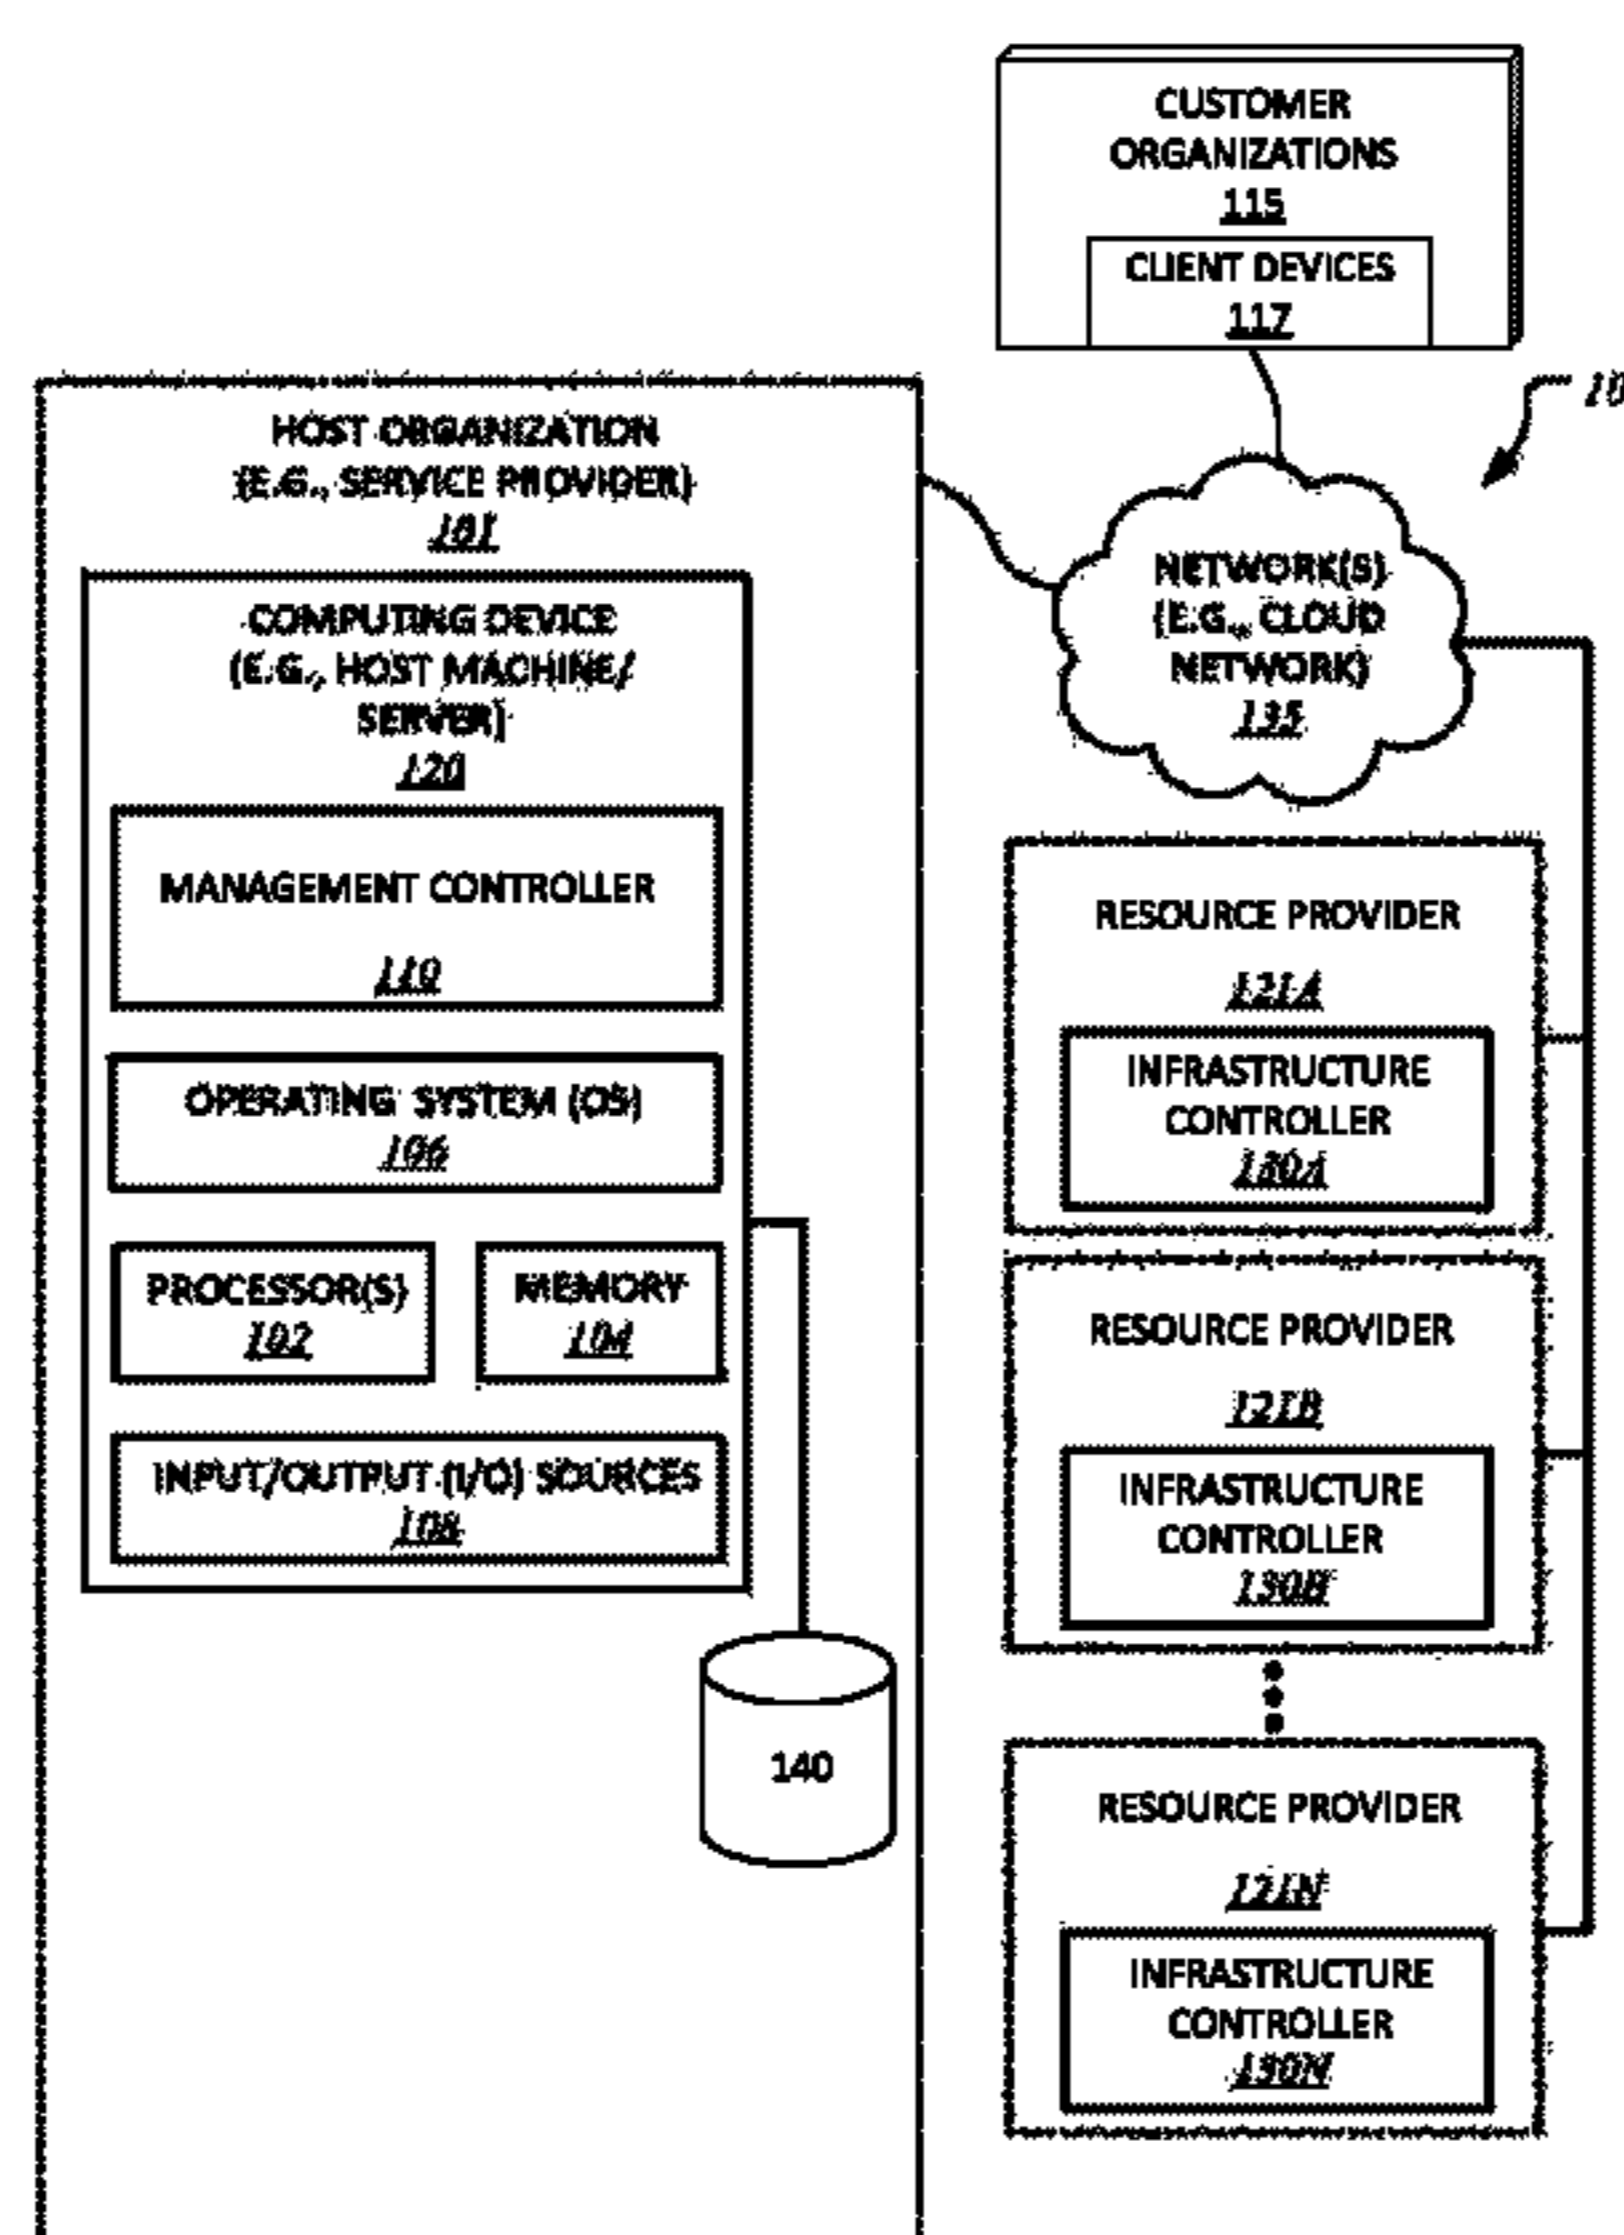 CUSTOMER
ORGANIZATIONS
115
CLIENT DEVICES
117
10
HOST ORGANIZATION
(E.G., SERVICE PROVIDER)
101
COMPUTING DEVICE
(E.G., HOST MACHINE/
SERVER)
120
MANAGEMENT CONTROLLER
110
OPERATING SYSTEM (OS)
106
PROCESSOR(S)
102
MEMORY
104
INPUT/OUTPUT (I/O) SOURCES
108
140
NETWORK(S)
(E.G., CLOUD
NETWORK)
135
RESOURCE PROVIDER
121A
INFRASTRUCTURE
CONTROLLER
130A
RESOURCE PROVIDER
121B
INFRASTRUCTURE
CONTROLLER
130B
RESOURCE PROVIDER
121N
INFRASTRUCTURE
CONTROLLER
130N